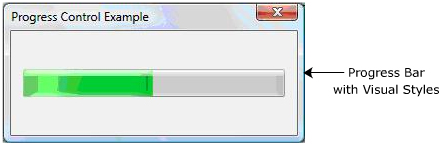 Progress Control Example
Progress Bar
with Visual Styles